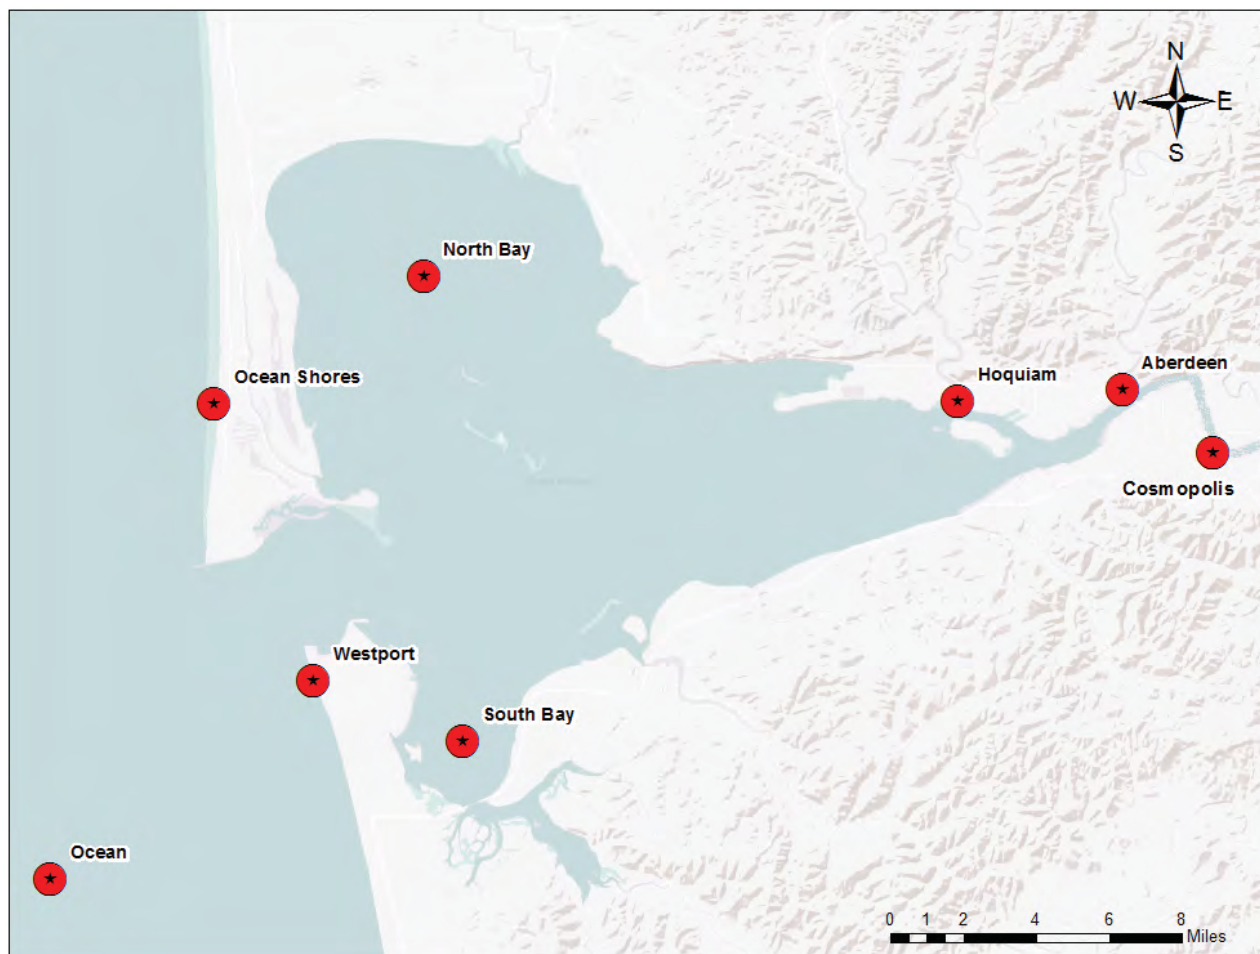 N
W E
S
North Bay
Ocean Shores
Hoquiam
Aberdeen
Cosmopolis
Westport
South Bay
Ocean
0 1 2 4 6 8
Miles